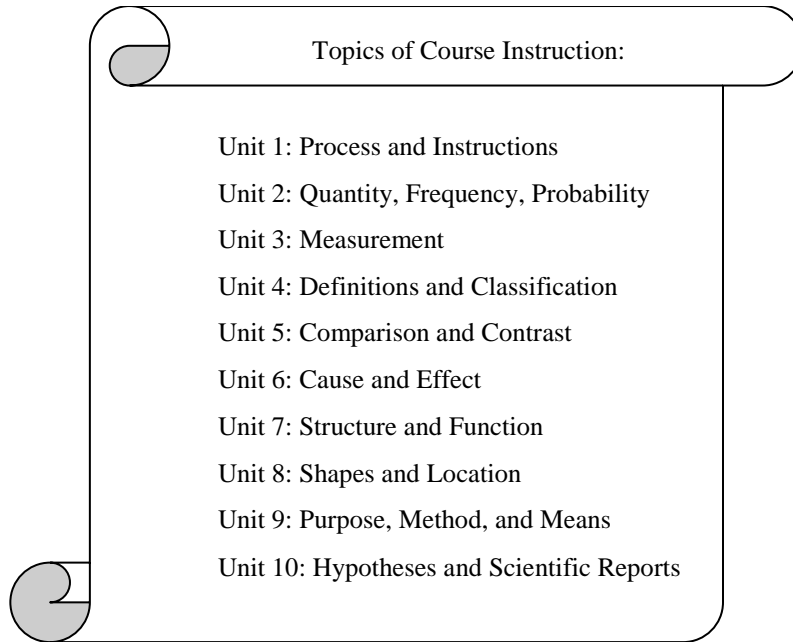 Topics of Course Instruction:
Unit 1: Process and Instructions
Unit 2: Quantity, Frequency, Probability
Unit 3: Measurement
Unit 4: Definitions and Classification
Unit 5: Comparison and Contrast
Unit 6: Cause and Effect
Unit 7: Structure and Function
Unit 8: Shapes and Location
Unit 9: Purpose, Method, and Means
Unit 10: Hypotheses and Scientific Reports